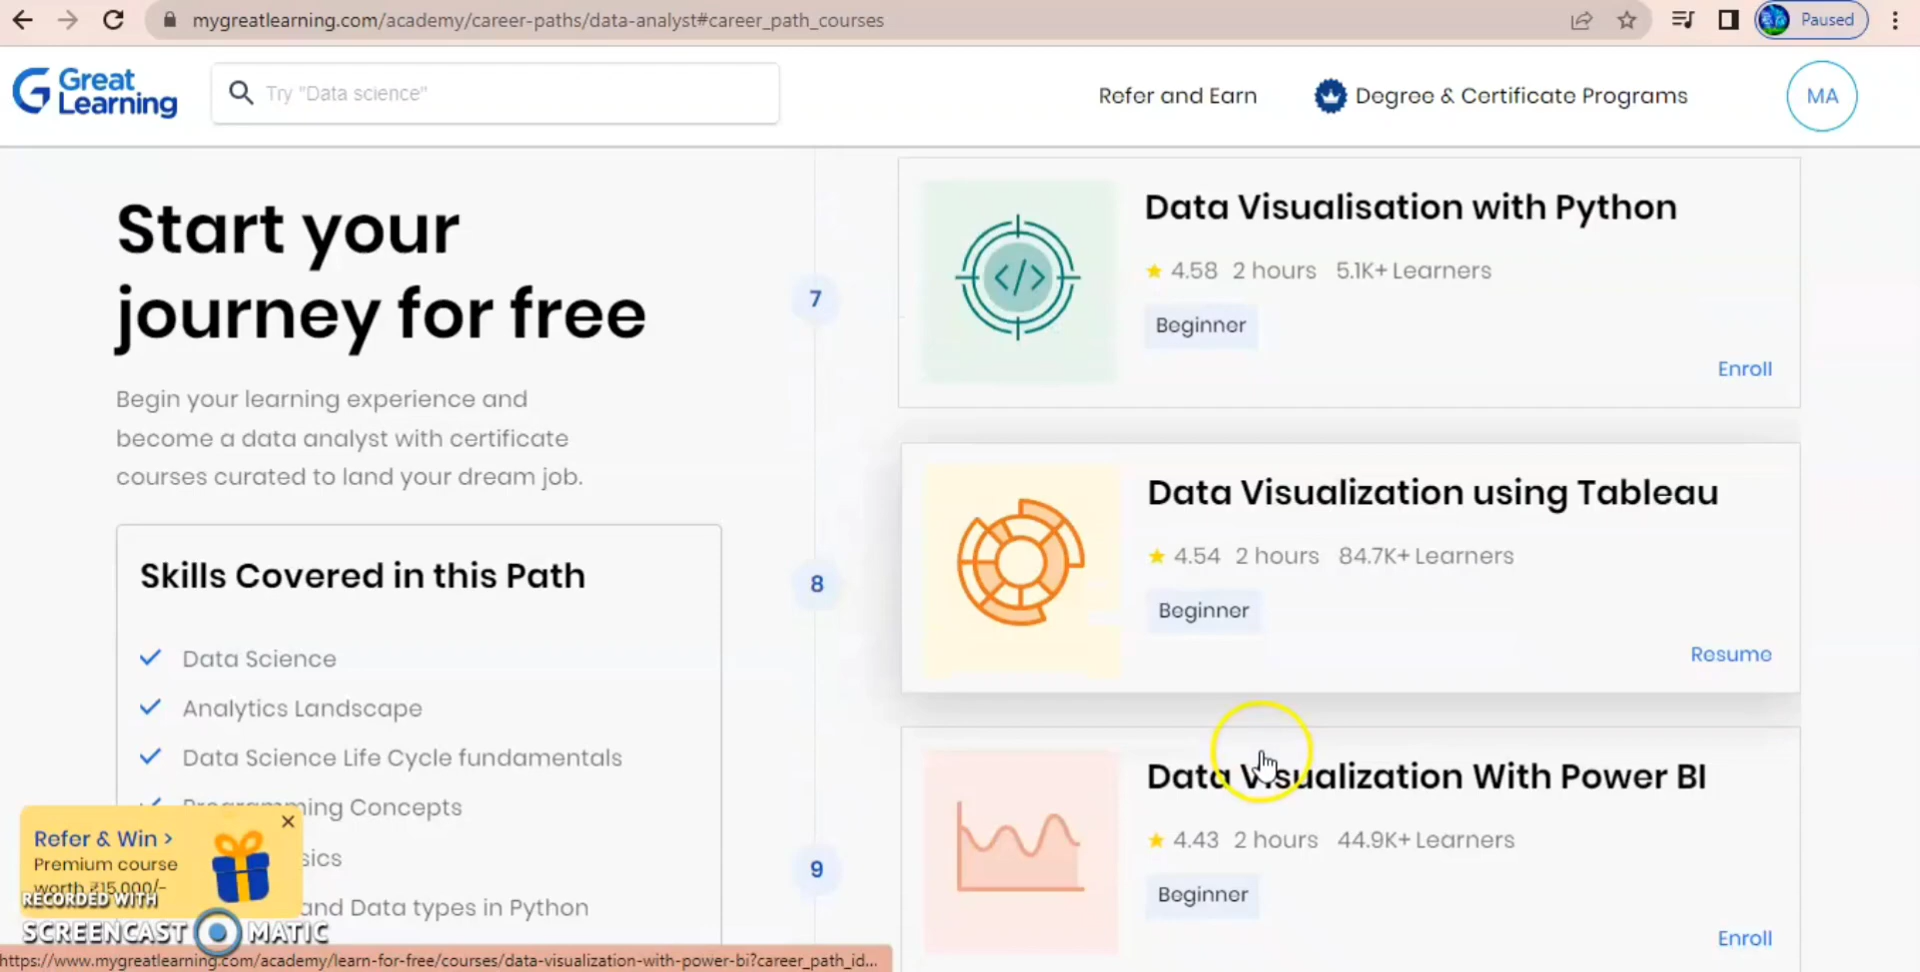 mygreatlearning.com/academy/career-paths/data-analyst#career_path_courses
Paused
Great
Learning
Try "Data science"
Refer and Earn
Degree & Certificate Programs
MA
Start your
journey for free
Begin your learning experience and
become a data analyst with certificate
courses curated to land your dream job.
Skills Covered in this Path
Data Science
Analytics Landscape
Data Science Life Cycle fundamentals
Programming Concepts
and Data types in Python
7
Data Visualisation with Python
4.58 2 hours 5.1K+ Learners
Beginner
Enroll
8
Data Visualization using Tableau
4.54 2 hours 84.7K+ Learners
Beginner
Resume
9
Data Visualization With Power BI
4.43 2 hours 44.9K+ Learners
Beginner
Enroll
Refer & Win >
Premium course
worth ₹15,000/-
RECORDED WITH
SCREENCAST MATIC
https://www.mygreatlearning.com/academy/learn-for-free/courses/data-visualization-with-power-bi?career_path_id...